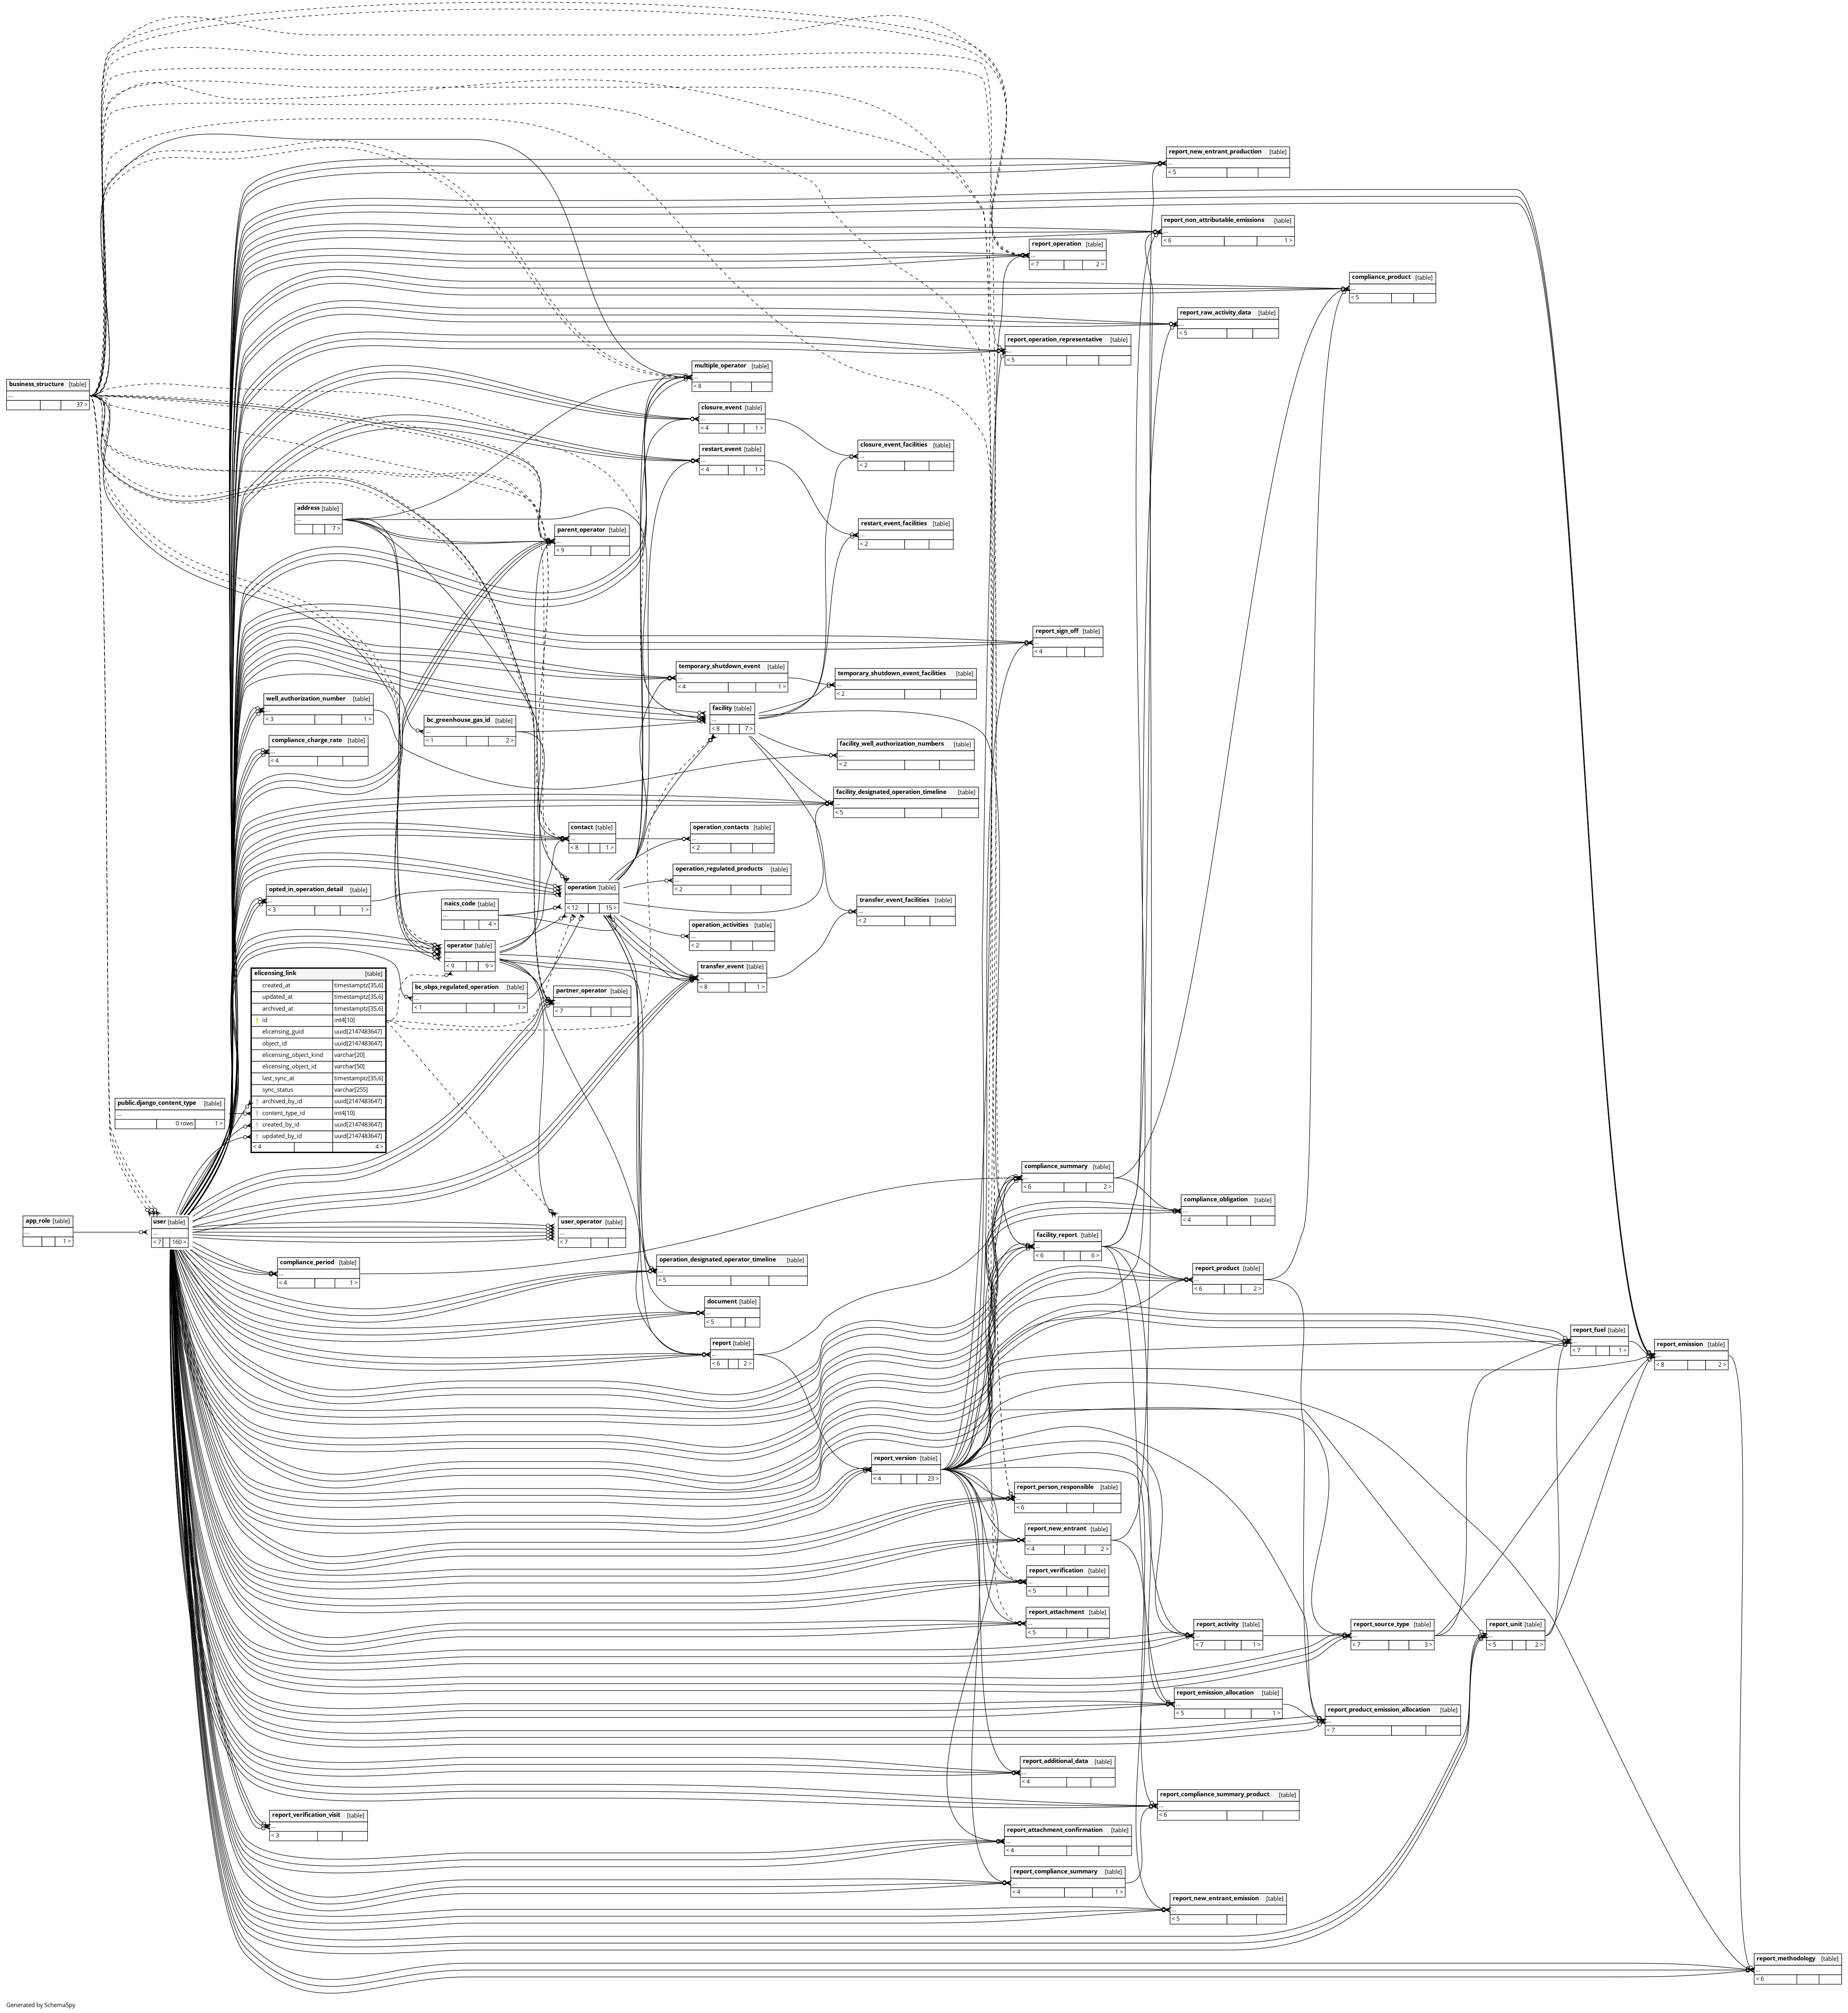 report_new_entrant_production [table]
...
< 5
report_non_attributable_emissions [table]
...
< 6 1 >
report_operation [table]
...
< 7 2 >
compliance_product [table]
...
< 5
report_raw_activity_data [table]
...
< 5
report_operation_representative [table]
...
< 5
multiple_operator [table]
...
< 8
business_structure [table]
...
37 >
closure_event [table]
...
< 4 1 >
closure_event_facilities [table]
...
< 2
restart_event [table]
...
< 4 1 >
address [table]
...
7 >
restart_event_facilities [table]
...
< 2
parent_operator [table]
...
< 9
report_sign_off [table]
...
< 4
temporary_shutdown_event [table]
...
< 4 1 >
temporary_shutdown_event_facilities [table]
...
< 2
well_authorization_number [table]
...
< 3 1 >
facility [table]
...
< 8 7 >
bc_greenhouse_gas_id [table]
...
< 1 2 >
compliance_charge_rate [table]
...
< 4
facility_well_authorization_numbers [table]
...
< 2
facility_designated_operation_timeline [table]
...
< 5
contact [table]
...
< 8 1 >
operation_contacts [table]
...
< 2
operation_regulated_products [table]
...
< 2
opted_in_operation_detail [table]
...
< 3 1 >
operation [table]
...
< 12 15 >
naics_code [table]
...
4 >
transfer_event_facilities [table]
...
< 2
operation_activities [table]
...
< 2
operator [table]
...
< 9 9 >
transfer_event [table]
...
< 8 1 >
elicensing_link [table]
created_at timestamptz[35,6]
updated_at timestamptz[35,6]
archived_at timestamptz[35,6]
id int4[10]
elicensing_guid uuid[2147483647]
object_id uuid[2147483647]
elicensing_object_kind varchar[20]
elicensing_object_id varchar[50]
last_sync_at timestamptz[35,6]
sync_status varchar[255]
archived_by_id uuid[2147483647]
content_type_id int4[10]
created_by_id uuid[2147483647]
updated_by_id uuid[2147483647]
< 4 4 >
bc_obps_regulated_operation [table]
...
< 1 1 >
partner_operator [table]
...
< 7
public.django_content_type [table]
...
0 rows 1 >
compliance_summary [table]
...
< 6 2 >
compliance_obligation [table]
...
< 4
app_role [table]
...
1 >
user [table]
...
< 7 160 >
user_operator [table]
...
< 7
facility_report [table]
...
< 6 6 >
compliance_period [table]
...
< 4 1 >
operation_designated_operator_timeline [table]
...
< 5
report_product [table]
...
< 6 2 >
document [table]
...
< 5
report [table]
...
< 6 2 >
report_fuel [table]
...
< 7 1 >
report_emission [table]
...
< 8 2 >
report_version [table]
...
< 4 23 >
report_person_responsible [table]
...
< 6
report_new_entrant [table]
...
< 4 2 >
report_verification [table]
...
< 5
report_attachment [table]
...
< 5
report_activity [table]
...
< 7 1 >
report_source_type [table]
...
< 7 3 >
report_unit [table]
...
< 5 2 >
report_emission_allocation [table]
...
< 5 1 >
report_product_emission_allocation [table]
...
< 7
report_additional_data [table]
...
< 4
report_compliance_summary_product [table]
...
< 6
report_verification_visit [table]
...
< 3
report_attachment_confirmation [table]
...
< 4
report_compliance_summary [table]
...
< 4 1 >
report_new_entrant_emission [table]
...
< 5
report_methodology [table]
...
< 6
Generated by SchemaSpy